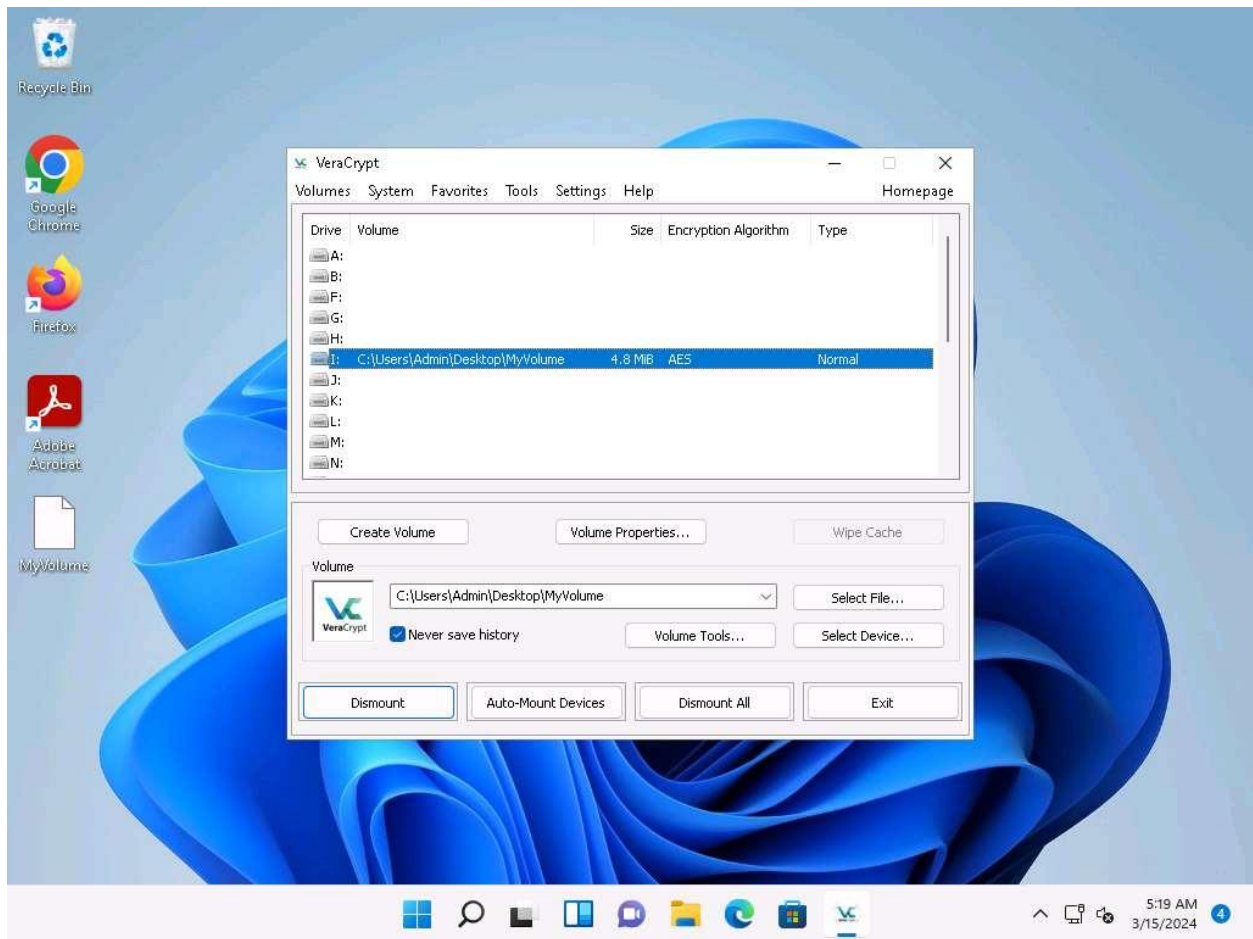 Recycle Bin
Google
Chrome
Firefox
Adobe
Acrobat
MyVolume
VeraCrypt
Volumes System Favorites Tools Settings Help Homepage
Drive Volume Size Encryption Algorithm Type
A:
B:
F:
G:
H:
I: C:\Users\Admin\Desktop\MyVolume 4.8 MiB AES Normal
J:
K:
L:
M:
N:
Create Volume Volume Properties... Wipe Cache
Volume
C:\Users\Admin\Desktop\MyVolume Select File...
VeraCrypt
Never save history Volume Tools... Select Device...
Dismount Auto-Mount Devices Dismount All Exit
5:19 AM
3/15/2024 4